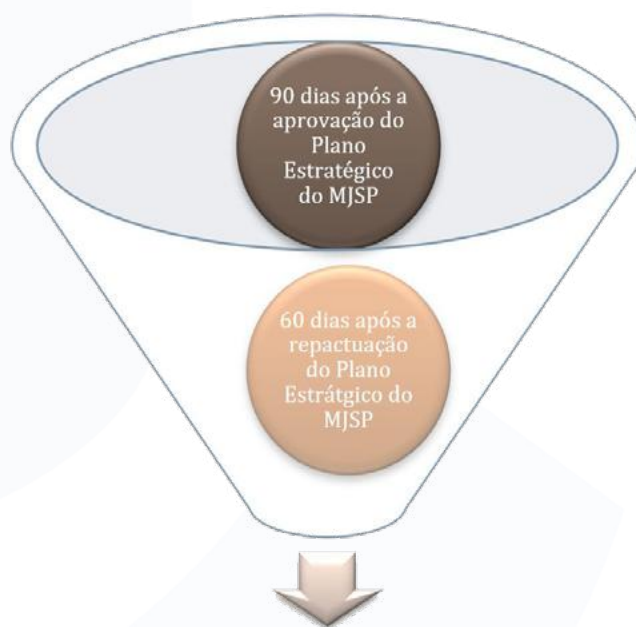 90 dias após a
aprovação do
Plano
Estratégico
do MJSP
60 dias após a
repactuação
do Plano
Estrátgico do
MJSP